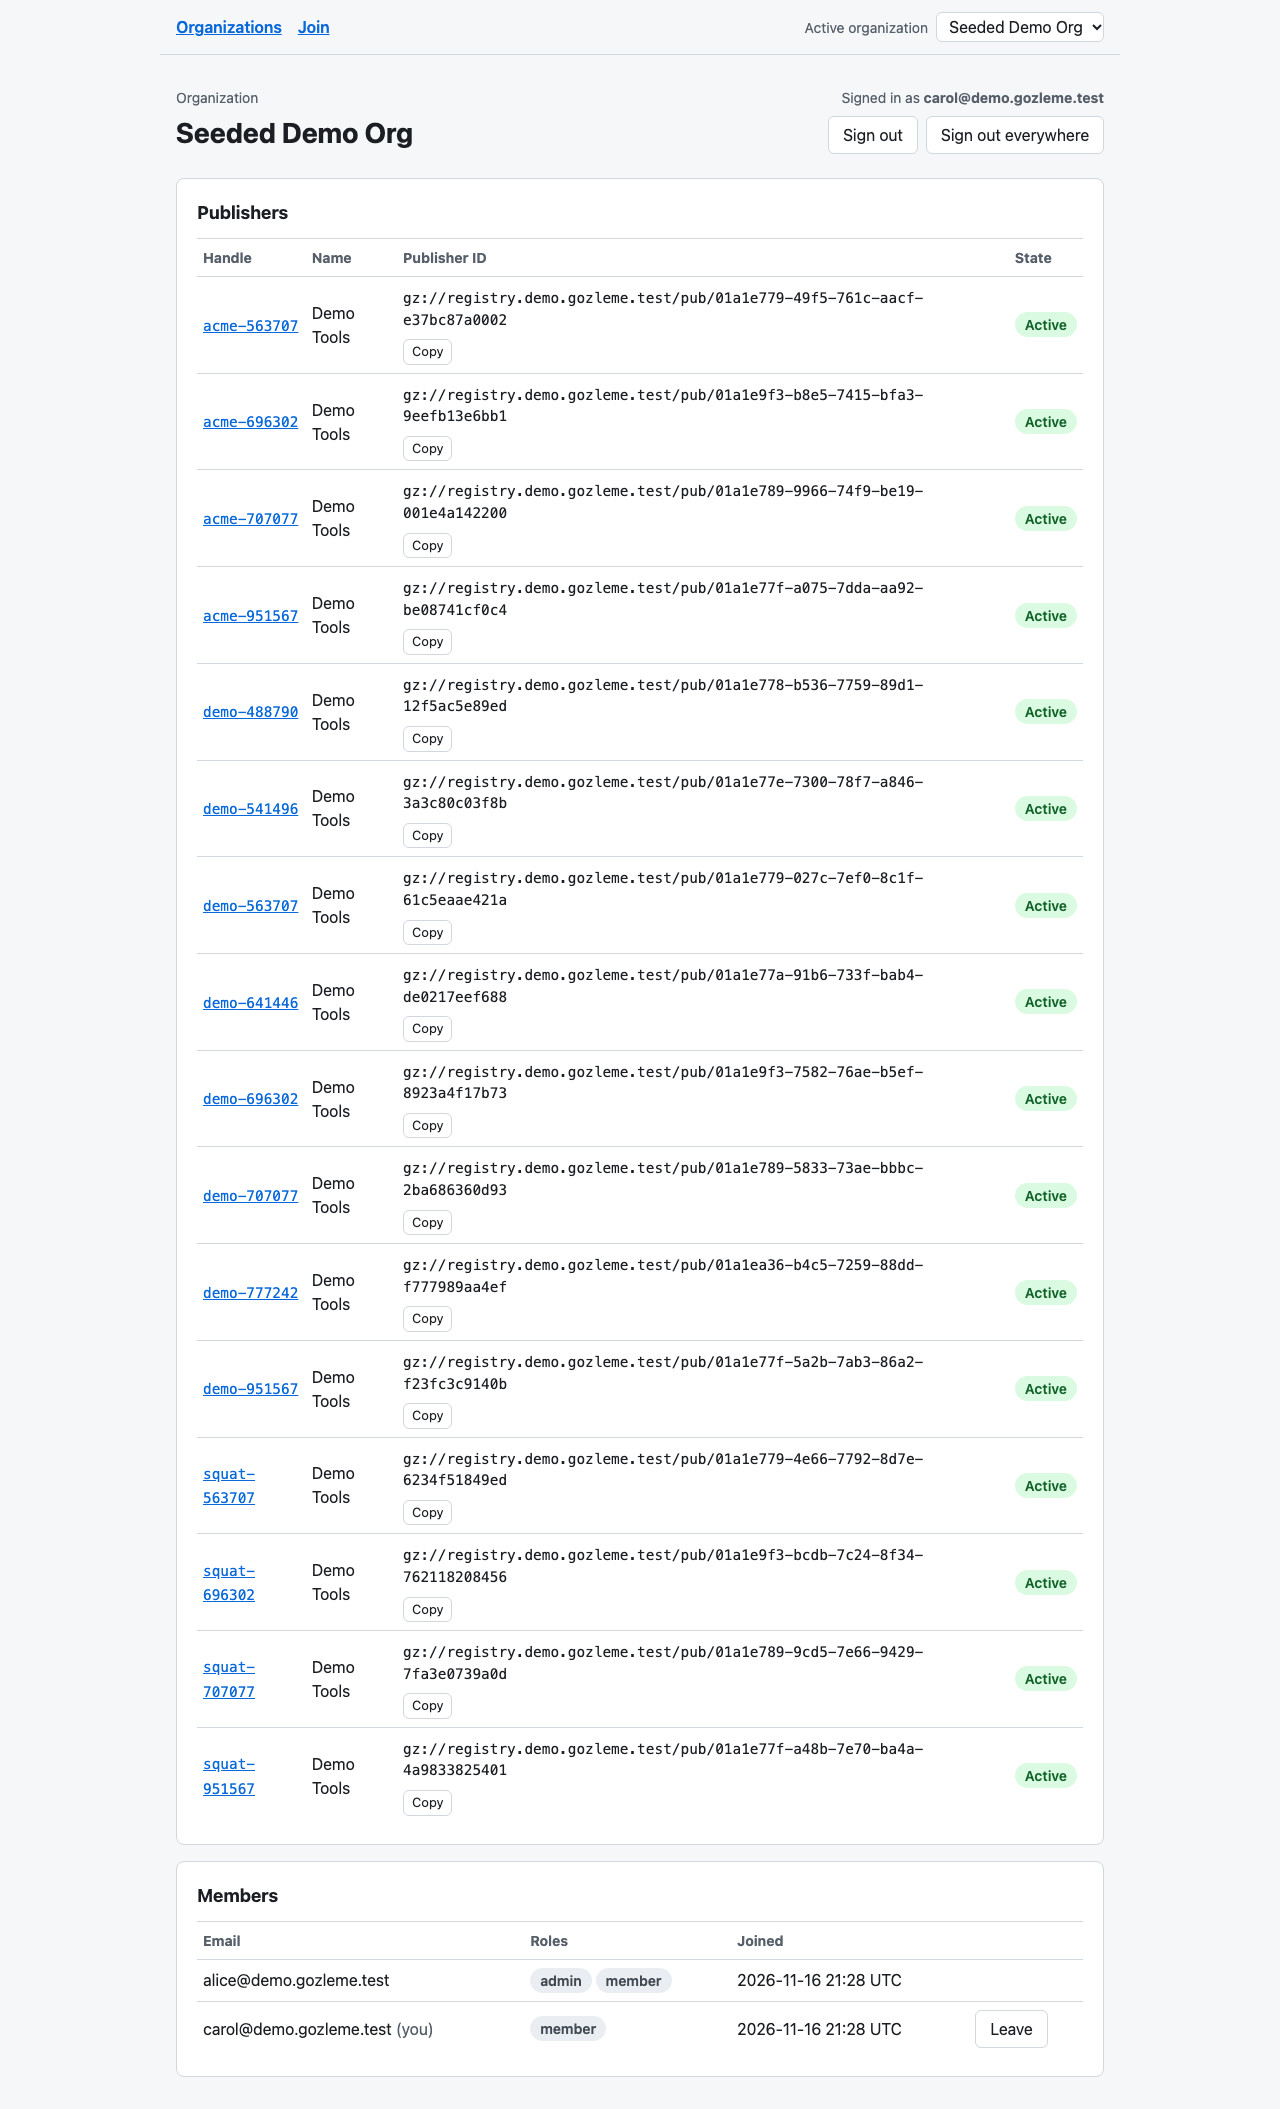 Organizations Join Active organization Seeded Demo Org
Organization Signed in as carol@demo.gozleme.test
Seeded Demo Org Sign out Sign out everywhere
Publishers
Handle Name Publisher ID State
acme-563707 Demo Tools gz://registry.demo.gozleme.test/pub/01a1e779-49f5-761c-aacf-
e37bc87a0002
Copy
Active
acme-696302 Demo Tools gz://registry.demo.gozleme.test/pub/01a1e9f3-b8e5-7415-bfa3-
9eefb13e6bb1
Copy
Active
acme-707077 Demo Tools gz://registry.demo.gozleme.test/pub/01a1e789-9966-74f9-be19-
001e4a142200
Copy
Active
acme-951567 Demo Tools gz://registry.demo.gozleme.test/pub/01a1e77f-a075-7dda-aa92-
be08741cf0c4
Copy
Active
demo-488790 Demo Tools gz://registry.demo.gozleme.test/pub/01a1e778-b536-7759-89d1-
12f5ac5e89ed
Copy
Active
demo-541496 Demo Tools gz://registry.demo.gozleme.test/pub/01a1e77e-7300-78f7-a846-
3a3c80c03f8b
Copy
Active
demo-563707 Demo Tools gz://registry.demo.gozleme.test/pub/01a1e779-027c-7ef0-8c1f-
61c5eaae421a
Copy
Active
demo-641446 Demo Tools gz://registry.demo.gozleme.test/pub/01a1e77a-91b6-733f-bab4-
de0217eef688
Copy
Active
demo-696302 Demo Tools gz://registry.demo.gozleme.test/pub/01a1e9f3-7582-76ae-b5ef-
8923a4f17b73
Copy
Active
demo-707077 Demo Tools gz://registry.demo.gozleme.test/pub/01a1e789-5833-73ae-bbbc-
2ba686360d93
Copy
Active
demo-777242 Demo Tools gz://registry.demo.gozleme.test/pub/01a1ea36-b4c5-7259-88dd-
f777989aa4ef
Copy
Active
demo-951567 Demo Tools gz://registry.demo.gozleme.test/pub/01a1e77f-5a2b-7ab3-86a2-
f23fc3c9140b
Copy
Active
squat-563707 Demo Tools gz://registry.demo.gozleme.test/pub/01a1e779-4e66-7792-8d7e-
6234f51849ed
Copy
Active
squat-696302 Demo Tools gz://registry.demo.gozleme.test/pub/01a1e9f3-bcdb-7c24-8f34-
762118208456
Copy
Active
squat-707077 Demo Tools gz://registry.demo.gozleme.test/pub/01a1e789-9cd5-7e66-9429-
7fa3e0739a0d
Copy
Active
squat-951567 Demo Tools gz://registry.demo.gozleme.test/pub/01a1e77f-a48b-7e70-ba4a-
4a9833825401
Copy
Active
Members
Email Roles Joined
alice@demo.gozleme.test admin member 2026-11-16 21:28 UTC
carol@demo.gozleme.test (you) member 2026-11-16 21:28 UTC Leave